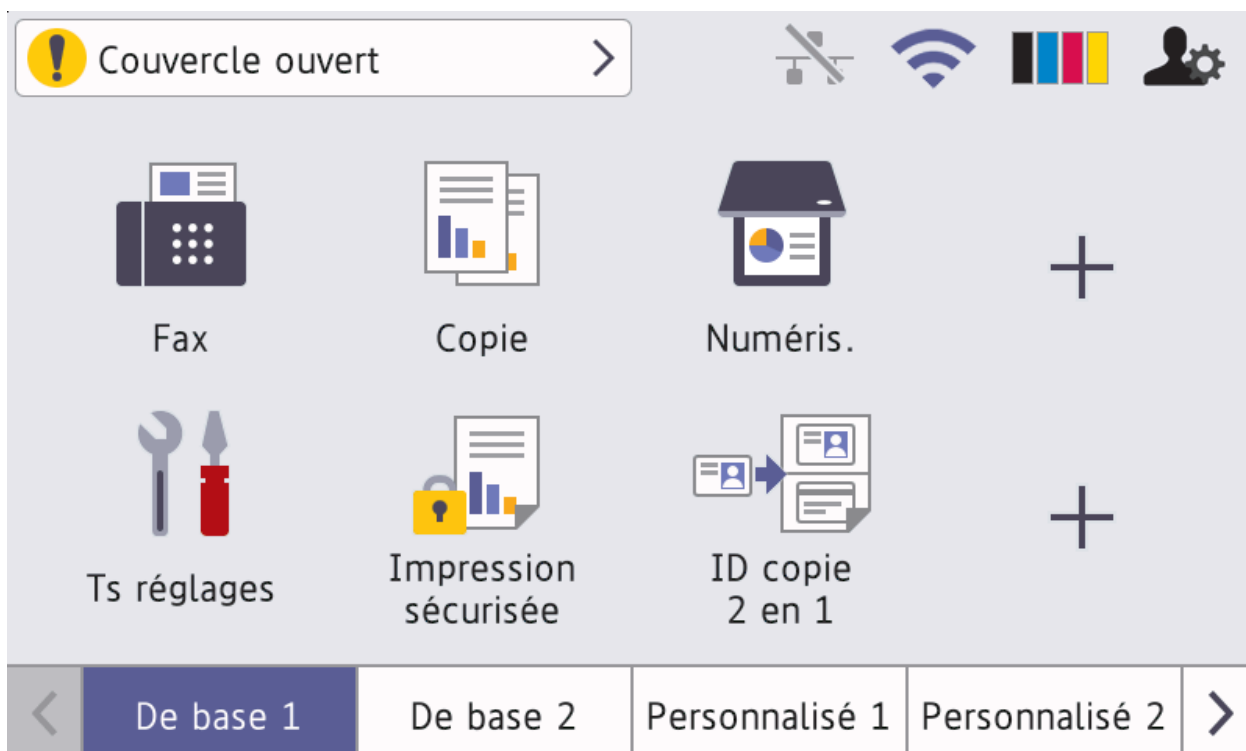 Couvercle ouvert
Fax
Copie
Numéris.
Ts réglages
Impression
sécurisée
ID copie
2 en 1
De base 1
De base 2
Personnalisé 1
Personnalisé 2